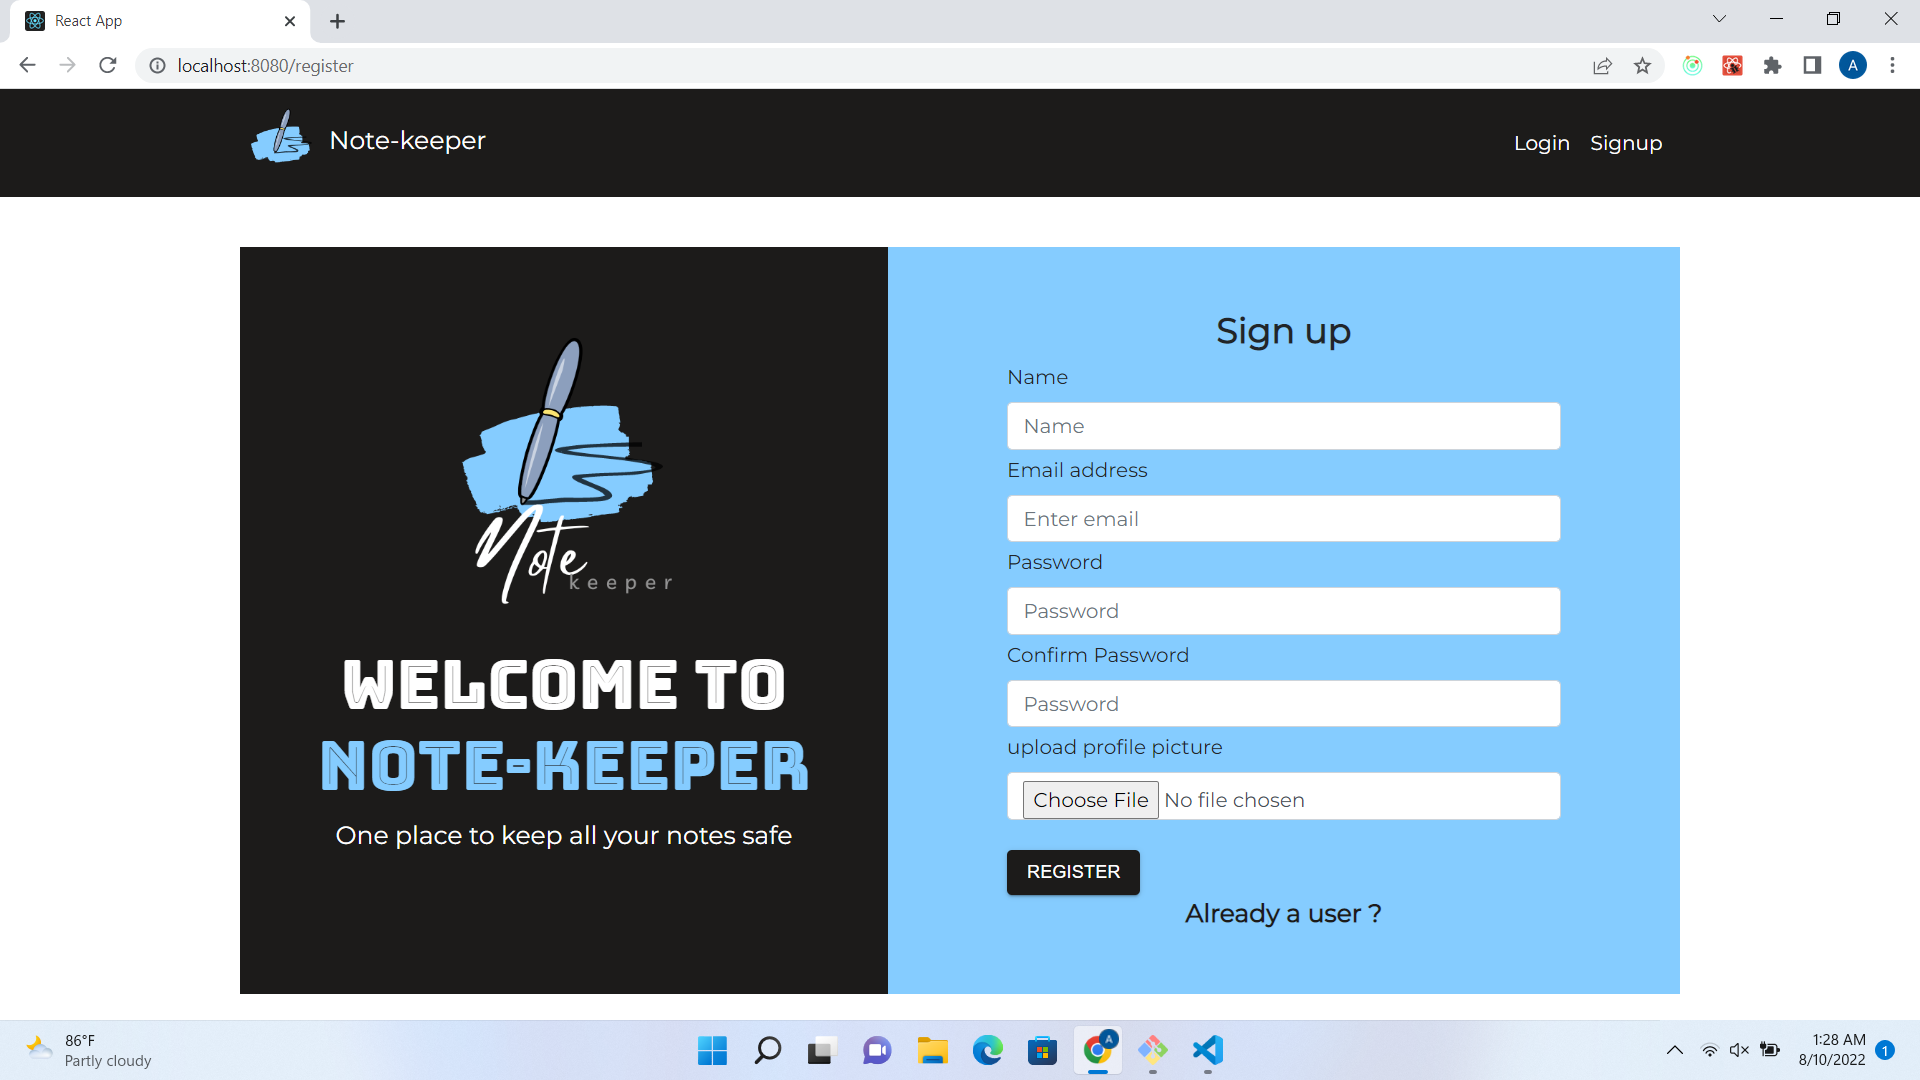 React App
localhost:8080/register
A
Note-keeper
Login Signup
Note
keeper
WELCOME TO
NOTE-KEEPER
One place to keep all your notes safe
Sign up
Name
Name
Email address
Enter email
Password
Password
Confirm Password
Password
upload profile picture
Choose File No file chosen
REGISTER
Already a user ?
86°F
Partly cloudy
A
1:28 AM
8/10/2022
1